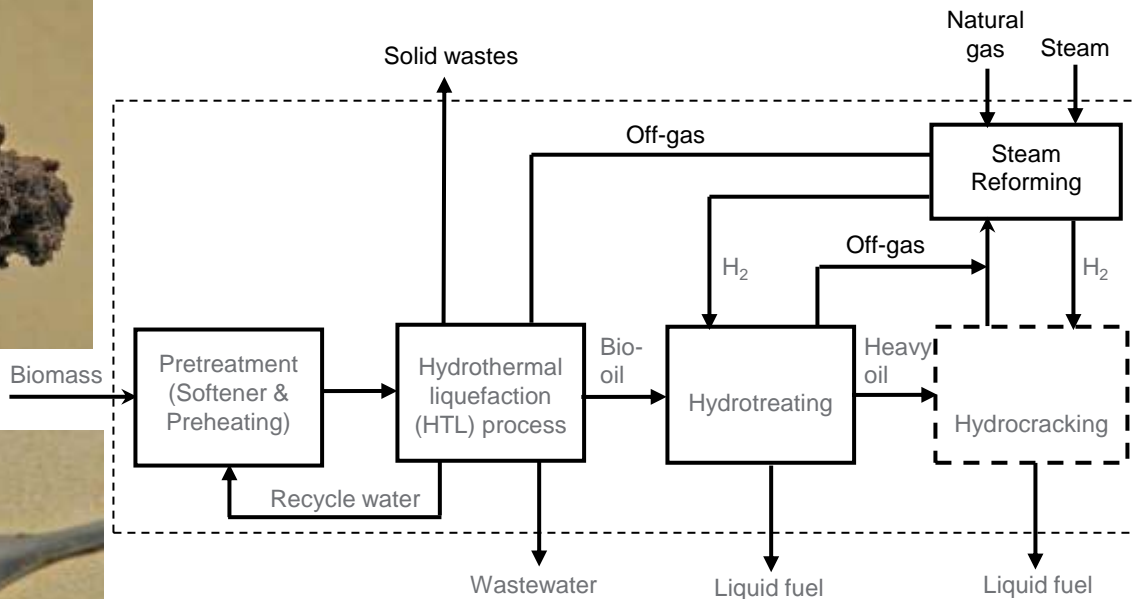 Natural
gas
Steam
Solid wastes
Off-gas
Steam
Reforming
Off-gas
H₂
H₂
Biomass
Pretreatment
(Softener &
Preheating)
Hydrothermal
liquefaction
(HTL) process
Bio-
oil
Hydrotreating
Heavy
oil
Hydrocracking
Recycle water
Wastewater
Liquid fuel
Liquid fuel